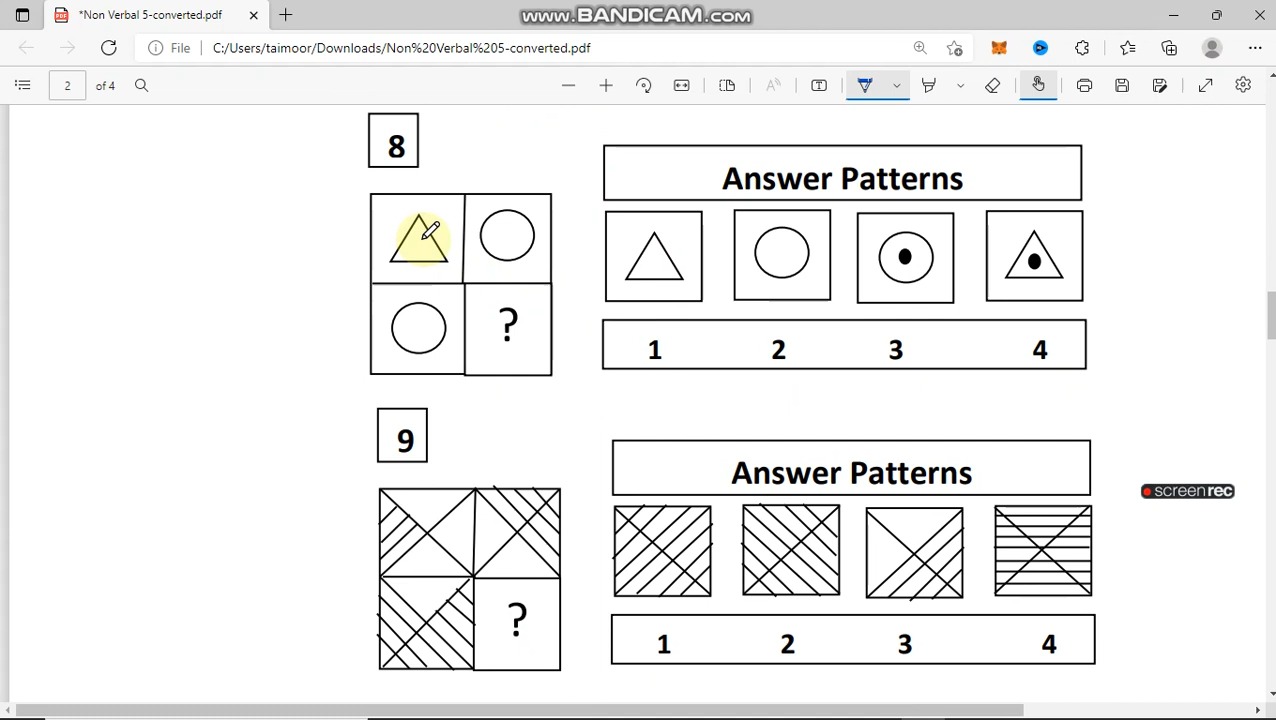 *Non Verbal 5-converted.pdf
www.BANDICAM.com
File
C:/Users/taimoor/Downloads/Non%20Verbal%205-converted.pdf
2 of 4
8
Answer Patterns
?
1 2 3 4
9
Answer Patterns
screenrec
?
1 2 3 4